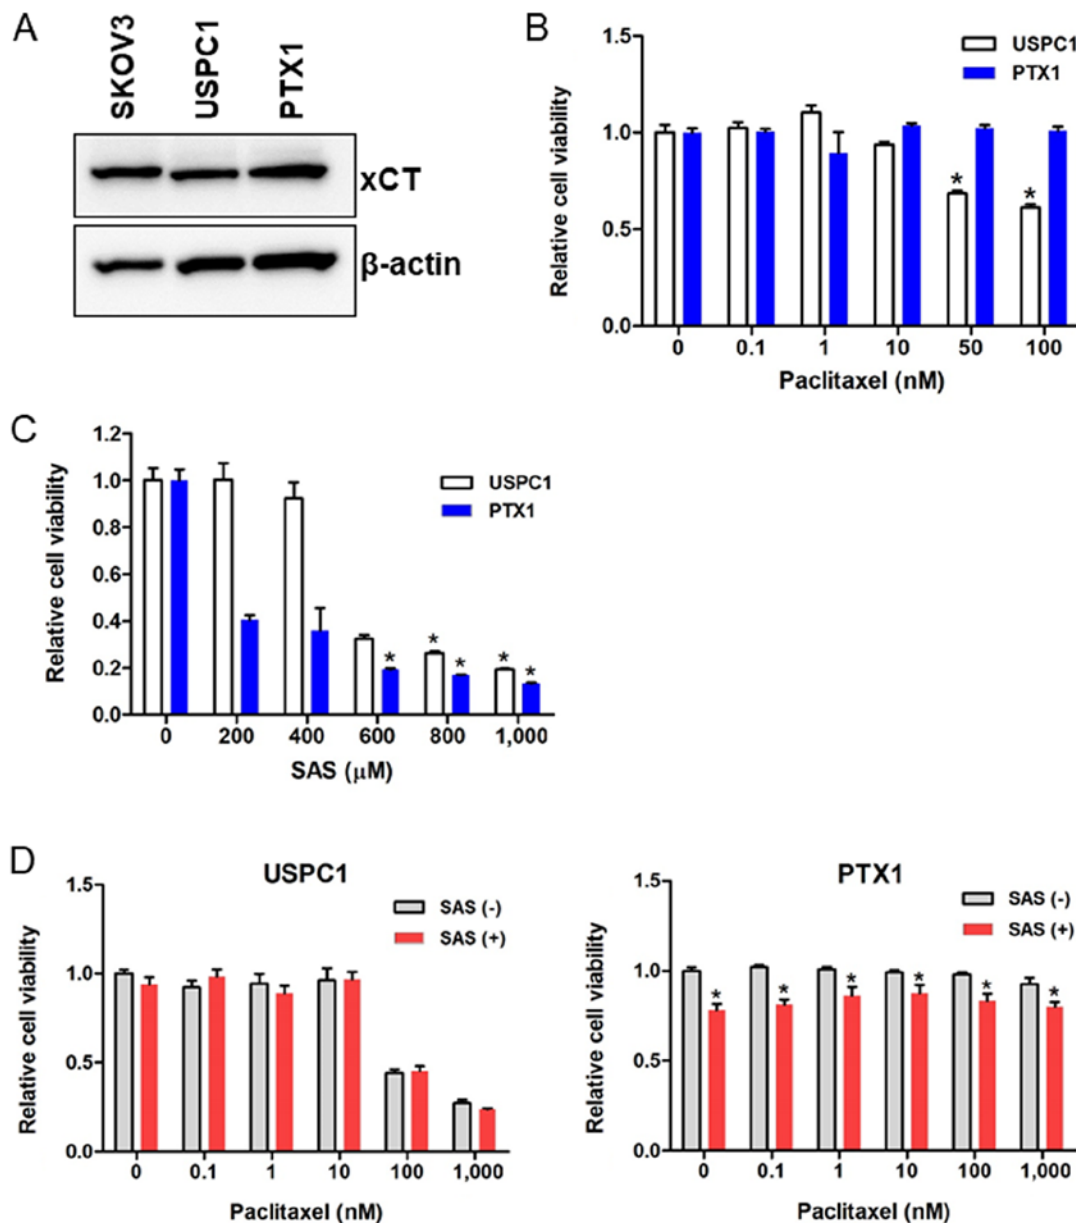 A
SKOV3
USPC1
PTX1
xCT
β-actin
B
Relative cell viability
1.5
1.0
0.5
0.0
USPC1
PTX1
*
*
0 0.1 1 10 50 100
Paclitaxel (nM)
C
Relative cell viability
1.2
1.0
0.8
0.6
0.4
0.2
0.0
USPC1
PTX1
* * * * *
0 200 400 600 800 1,000
SAS (μM)
D
USPC1
Relative cell viability
1.5
1.0
0.5
0.0
SAS (-)
SAS (+)
0 0.1 1 10 100 1,000
Paclitaxel (nM)
PTX1
Relative cell viability
1.5
1.0
0.5
0.0
SAS (-)
SAS (+)
* * * * * *
0 0.1 1 10 100 1,000
Paclitaxel (nM)